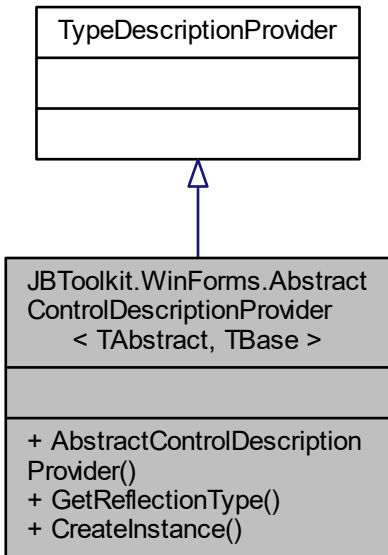 TypeDescriptionProvider
JBToolkit.WinForms.Abstract
ControlDescriptionProvider
< TAbstract, TBase >
+ AbstractControlDescription
Provider()
+ GetReflectionType()
+ CreateInstance()